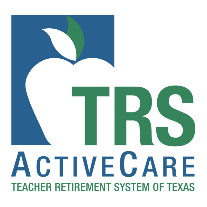 TRS
ACTIVECARE
TEACHER RETIREMENT SYSTEM OF TEXAS